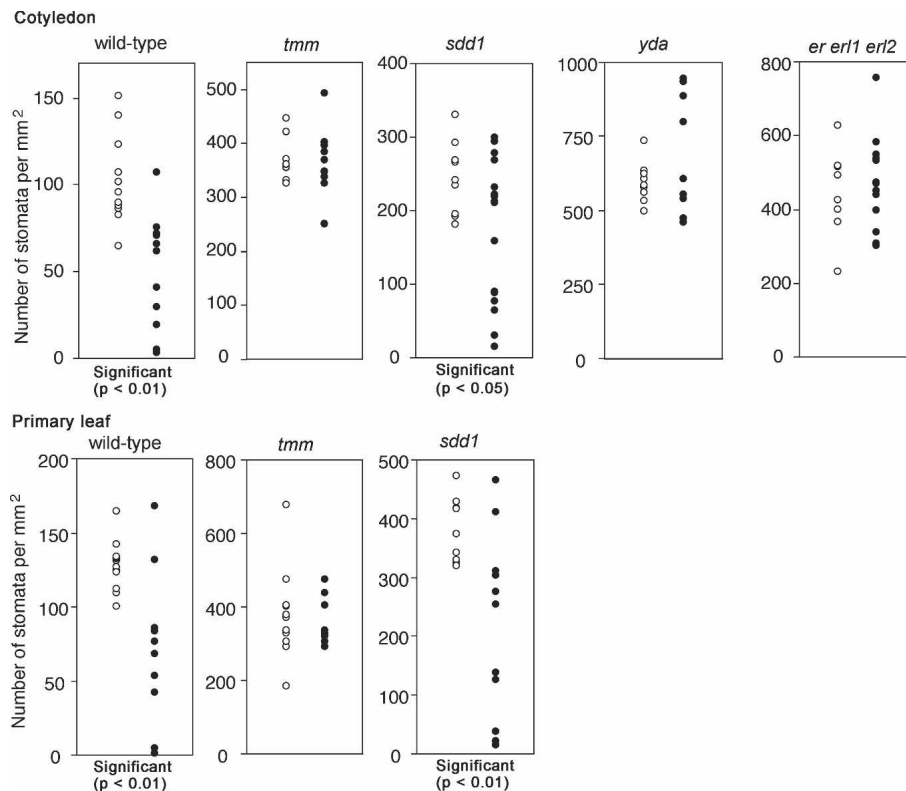 Cotyledon
wild-type
tmm
sdd1
yda
er erl1 erl2
Number of stomata per mm2
150
100
50
0
500
400
300
200
100
0
400
300
200
100
0
1000
750
500
250
0
800
600
400
200
0
Significant
(p < 0.01)
Significant
(p < 0.05)
Primary leaf
wild-type
tmm
sdd1
Number of stomata per mm2
200
150
100
50
0
800
600
400
200
0
500
400
300
200
100
0
Significant
(p < 0.01)
Significant
(p < 0.01)